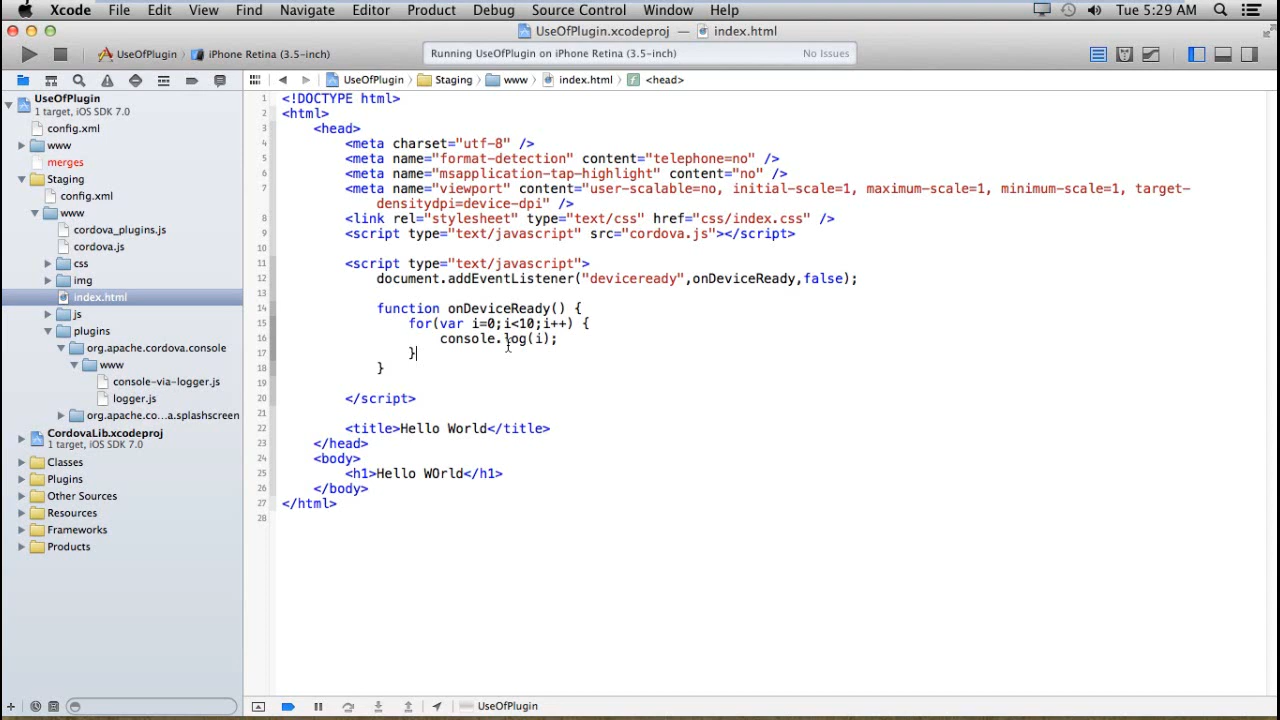 Xcode File Edit View Find Navigate Editor Product Debug Source Control Window Help Tue 5:29 AM
UseOfPlugin.xcodeproj — index.html
UseOfPlugin iPhone Retina (3.5-inch) Running UseOfPlugin on iPhone Retina (3.5-inch) No Issues
UseOfPlugin Staging www index.html <head>
UseOfPlugin
1 target, iOS SDK 7.0
config.xml
www
merges
Staging
config.xml
www
cordova_plugins.js
cordova.js
css
img
index.html
js
plugins
org.apache.cordova.console
www
console-via-logger.js
logger.js
org.apache.co...a.splashscreen
CordovaLib.xcodeproj
1 target, iOS SDK 7.0
Classes
Plugins
Other Sources
Resources
Frameworks
Products
1 <!DOCTYPE html>
2 <html>
3 <head>
4 <meta charset="utf-8" />
5 <meta name="format-detection" content="telephone=no" />
6 <meta name="msapplication-tap-highlight" content="no" />
7 <meta name="viewport" content="user-scalable=no, initial-scale=1, maximum-scale=1, minimum-scale=1, target-
densitydpi=device-dpi" />
8 <link rel="stylesheet" type="text/css" href="css/index.css" />
9 <script type="text/javascript" src="cordova.js"></script>
10
11 <script type="text/javascript">
12 document.addEventListener("deviceready",onDeviceReady,false);
13
14 function onDeviceReady() {
15 for(var i=0;i<10;i++) {
16 console.log(i);
17 }
18 }
19
20 </script>
21
22 <title>Hello World</title>
23 </head>
24 <body>
25 <h1>Hello WOrld</h1>
26 </body>
27 </html>
28
UseOfPlugin